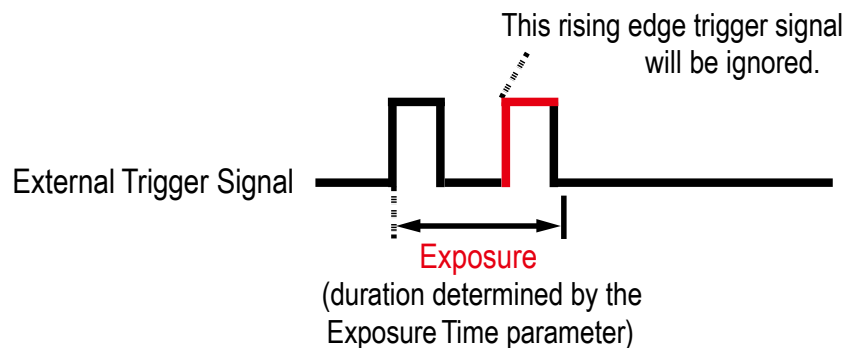 This rising edge trigger signal
will be ignored.
External Trigger Signal
Exposure
(duration determined by the
Exposure Time parameter)